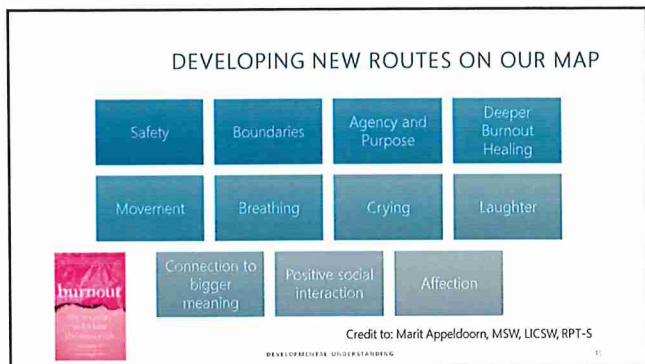 DEVELOPING NEW ROUTES ON OUR MAP
Safety
Boundaries
Agency and
Purpose
Deeper
Burnout
Healing
Movement
Breathing
Crying
Laughter
burnout
Connection to
bigger
meaning
Positive social
interaction
Affection
Credit to: Marit Appeldoorn, MSW, LICSW, RPT-S
DEVELOPMENTAL UNDERSTANDING